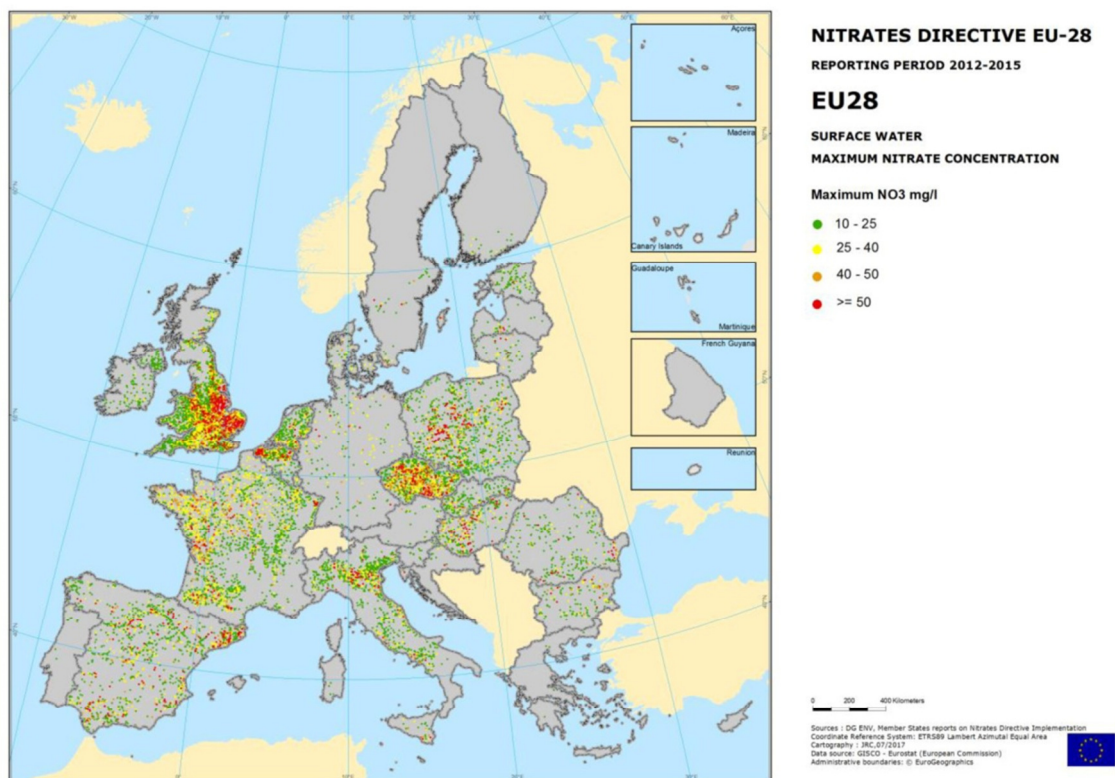 Açores
Madeira
Canary Islands
Guadaloupe
Martinique
French Guyana
Reunion
NITRATES DIRECTIVE EU-28
REPORTING PERIOD 2012-2015
EU28
SURFACE WATER
MAXIMUM NITRATE CONCENTRATION
Maximum NO3 mg/l
10 - 25
25 - 40
40 - 50
>= 50
0 200 400 Kilometers
Sources : DG ENV, Member States reports on Nitrates Directive Implementation
Coordinate Reference System: ETRS89 Lambert Azimutal Equal Area
Cartography : JRC,07/2017
Data source: GISCO - Eurostat (European Commission)
Administrative boundaries: © EuroGeographics